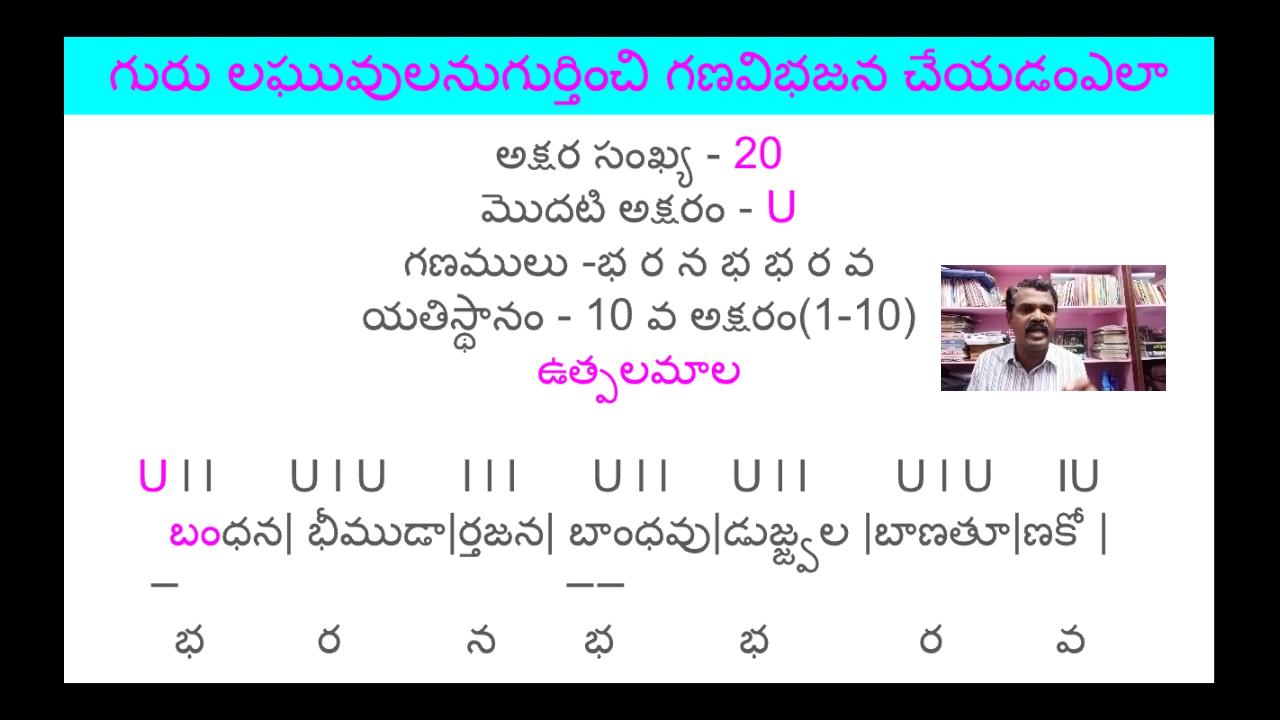 గురు లఘువులనుగుర్తించి గణవిభజన చేయడంఎలా
అక్షర సంఖ్య - 20
మొదటి అక్షరం - U
గణములు -భ ర న భ భ ర వ
యతిస్థానం - 10 వ అక్షరం(1-10)
ఉత్పలమాల
U I I U I U I I I U I I U I I U I U IU
బంధన| భీముడా|ర్తజన| బాంధవు|డుజ్జ్వల |బాణతూ|ణకో |
భ ర న భ భ ర వ